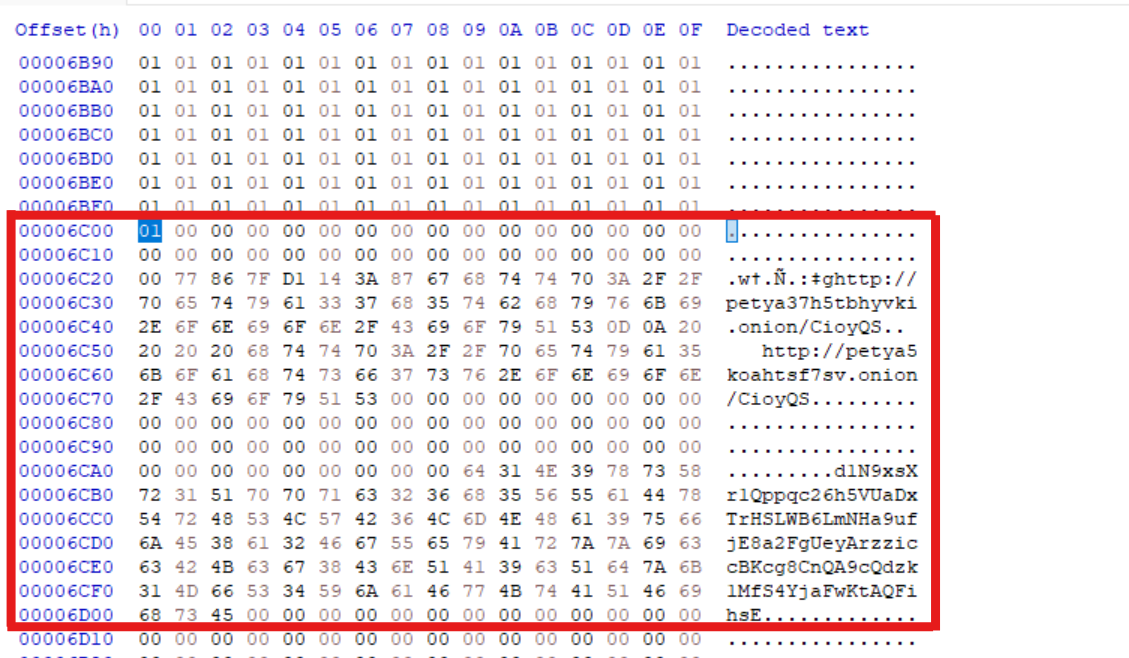 Offset(h) 00 01 02 03 04 05 06 07 08 09 0A 0B 0C 0D 0E 0F Decoded text
00006B90 01 01 01 01 01 01 01 01 01 01 01 01 01 01 01 01 ................
00006BA0 01 01 01 01 01 01 01 01 01 01 01 01 01 01 01 01 ................
00006BB0 01 01 01 01 01 01 01 01 01 01 01 01 01 01 01 01 ................
00006BC0 01 01 01 01 01 01 01 01 01 01 01 01 01 01 01 01 ................
00006BD0 01 01 01 01 01 01 01 01 01 01 01 01 01 01 01 01 ................
00006BE0 01 01 01 01 01 01 01 01 01 01 01 01 01 01 01 01 ................
00006BF0 01 01 01 01 01 01 01 01 01 01 01 01 01 01 01 01 ................
00006C00 01 00 00 00 00 00 00 00 00 00 00 00 00 00 00 00 ................
00006C10 00 00 00 00 00 00 00 00 00 00 00 00 00 00 00 00 ................
00006C20 00 77 86 7F D1 14 3A 87 67 68 74 74 70 3A 2F 2F .w†.Ñ.:‡ghttp://
00006C30 70 65 74 79 61 33 37 68 35 74 62 68 79 76 6B 69 petya37h5tbhyvki
00006C40 2E 6F 6E 69 6F 6E 2F 43 69 6F 79 51 53 0D 0A 20 .onion/CioyQS..
00006C50 20 20 20 68 74 74 70 3A 2F 2F 70 65 74 79 61 35    http://petya5
00006C60 6B 6F 61 68 74 73 66 37 73 76 2E 6F 6E 69 6F 6E koahtsf7sv.onion
00006C70 2F 43 69 6F 79 51 53 00 00 00 00 00 00 00 00 00 /CioyQS.........
00006C80 00 00 00 00 00 00 00 00 00 00 00 00 00 00 00 00 ................
00006C90 00 00 00 00 00 00 00 00 00 00 00 00 00 00 00 00 ................
00006CA0 00 00 00 00 00 00 00 00 00 64 31 4E 39 78 73 58 .........d1N9xsX
00006CB0 72 31 51 70 70 71 63 32 36 68 35 56 55 61 44 78 r1Qppqc26h5VUaDx
00006CC0 54 72 48 53 4C 57 42 36 4C 6D 4E 48 61 39 75 66 TrHSLWB6LmNHa9uf
00006CD0 6A 45 38 61 32 46 67 55 65 79 41 72 7A 7A 69 63 jE8a2FgUeyArzzic
00006CE0 63 42 4B 63 67 38 43 6E 51 41 39 63 51 64 7A 6B cBKcg8CnQA9cQdzk
00006CF0 31 4D 66 53 34 59 6A 61 46 77 4B 74 41 51 46 69 1MfS4YjaFwKtAQFi
00006D00 68 73 45 00 00 00 00 00 00 00 00 00 00 00 00 00 hsE.............
00006D10 00 00 00 00 00 00 00 00 00 00 00 00 00 00 00 00 ................